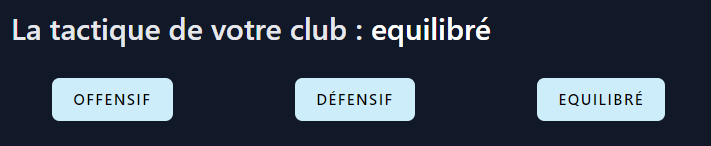 La tactique de votre club : equilibré
OFFENSIF DÉFENSIF EQUILIBRÉ